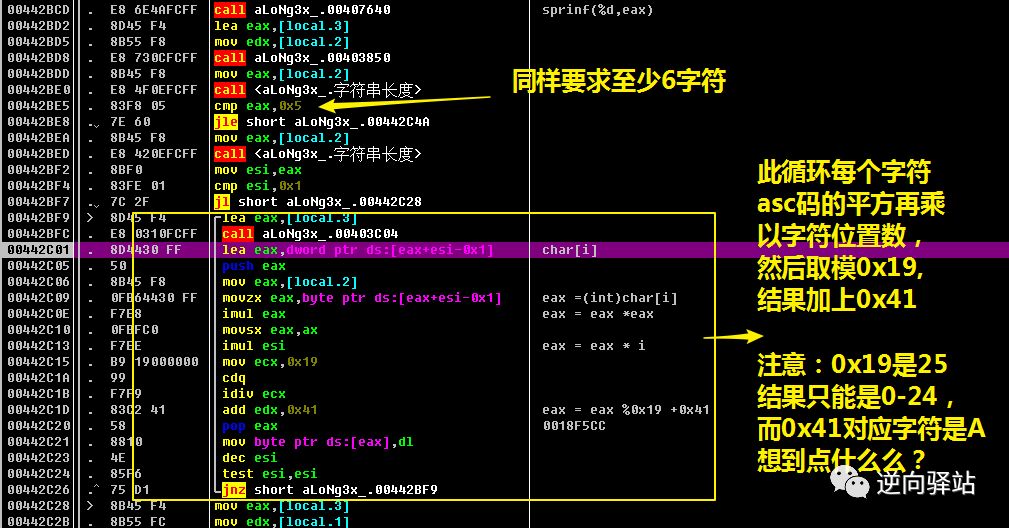 00442BCD . E8 6E4AFCFF call aLoNg3x_.00407640 sprinf(%d,eax)
00442BD2 . 8D45 F4 lea eax,[local.3]
00442BD5 . 8B55 F8 mov edx,[local.2]
00442BD8 . E8 730CFCFF call aLoNg3x_.00403850
00442BDD . 8B45 F8 mov eax,[local.2]
同样要求至少6字符
00442BE0 . E8 4F0EFCFF call <aLoNg3x_.字符串长度>
00442BE5 . 83F8 05 cmp eax,0x5
00442BE8 . 7E 60 jle short aLoNg3x_.00442C4A
00442BEA . 8B45 F8 mov eax,[local.2]
00442BED . E8 420EFCFF call <aLoNg3x_.字符串长度>
00442BF2 . 8BF0 mov esi,eax
00442BF4 . 83FE 01 cmp esi,0x1
00442BF7 . 7C 2F jl short aLoNg3x_.00442C28
00442BF9 > 8D45 F4 lea eax,[local.3]
00442BFC . E8 0310FCFF call aLoNg3x_.00403C04
00442C01 . 8D4430 FF lea eax,dword ptr ds:[eax+esi-0x1] char[i]
00442C05 . 50 push eax
00442C06 . 8B45 F8 mov eax,[local.2]
00442C09 . 0FB64430 FF movzx eax,byte ptr ds:[eax+esi-0x1] eax =(int)char[i]
00442C0E . F7E8 imul eax eax = eax *eax
00442C10 . 0FBFC0 movsx eax,ax
00442C13 . F7EE imul esi eax = eax * i
00442C15 . B9 19000000 mov ecx,0x19
00442C1A . 99 cdq
00442C1B . F7F9 idiv ecx
00442C1D . 83C2 41 add edx,0x41 eax = eax %0x19 +0x41
00442C20 . 58 pop eax 0018F5CC
00442C21 . 8810 mov byte ptr ds:[eax],dl
00442C23 . 4E dec esi
00442C24 . 85F6 test esi,esi
00442C26 .^ 75 D1 jnz short aLoNg3x_.00442BF9
00442C28 > 8B45 F4 mov eax,[local.3]
00442C2B . 8B55 FC mov edx,[local.1]
此循环每个字符
asc码的平方再乘
以字符位置数，
然后取模0x19,
结果加上0x41
注意：0x19是25
结果只能是0-24，
而0x41对应字符是A
想到点什么么？
逆向驿站